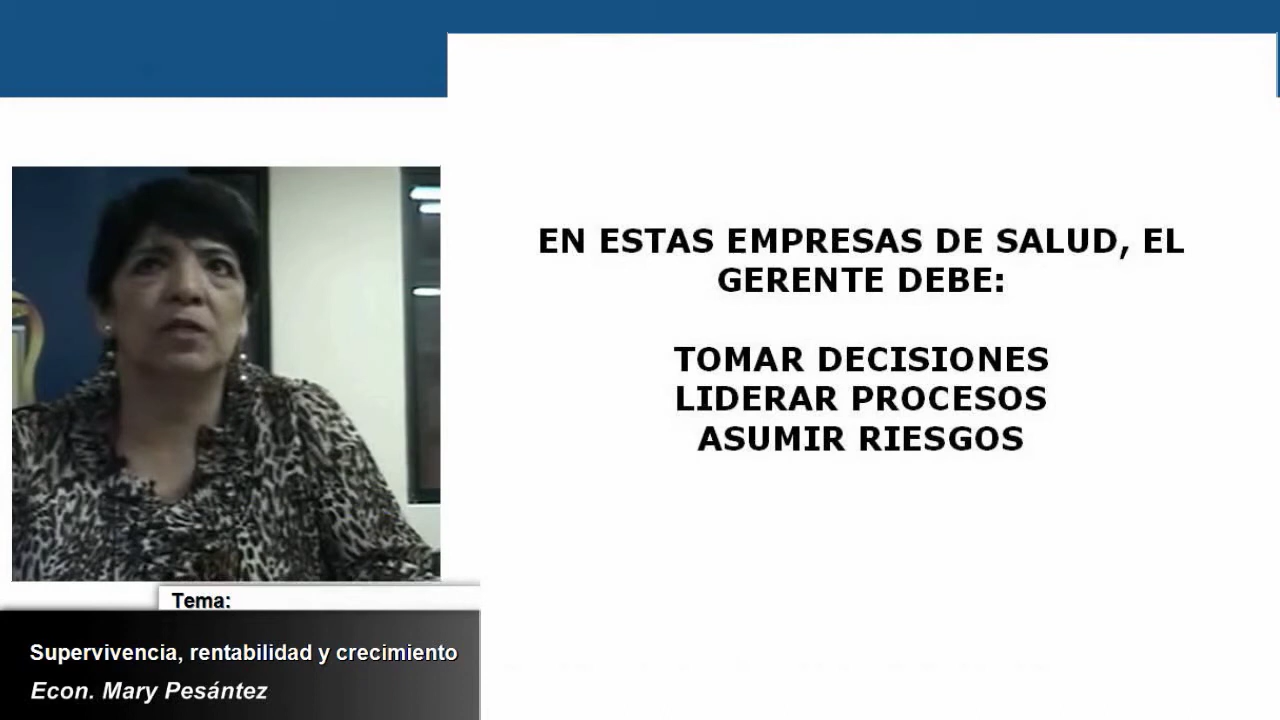 EN ESTAS EMPRESAS DE SALUD, EL
GERENTE DEBE:
TOMAR DECISIONES
LIDERAR PROCESOS
ASUMIR RIESGOS
Tema:
Supervivencia, rentabilidad y crecimiento
Econ. Mary Pesántez